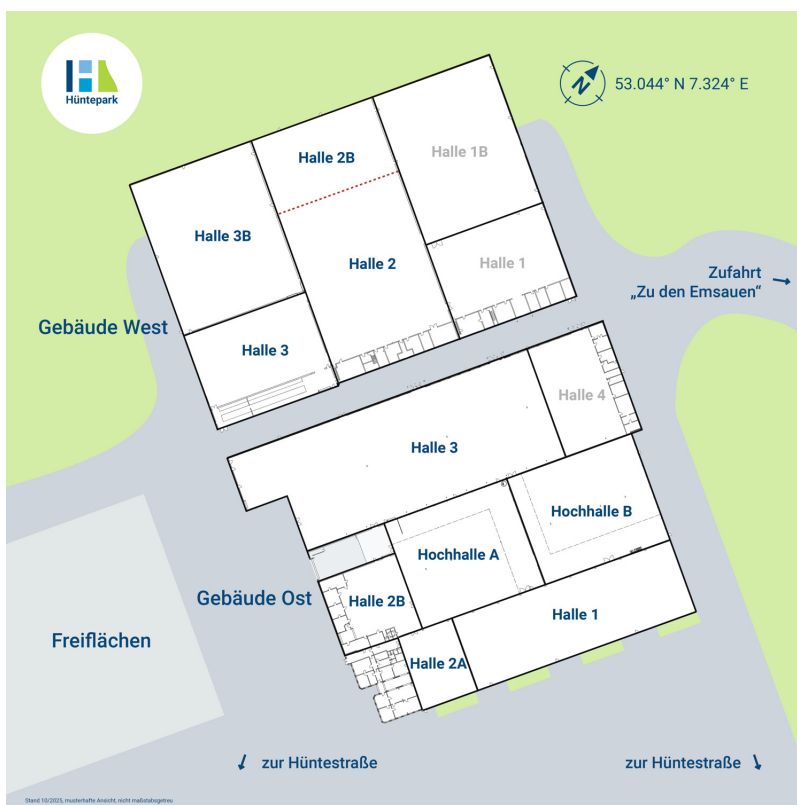 Hüntepark
N
53.044° N 7.324° E
Halle 2B
Halle 1B
Halle 3B
Halle 2
Halle 1
Zufahrt
„Zu den Emsauen“
Gebäude West
Halle 3
Halle 4
Halle 3
Hochhalle B
Hochhalle A
Gebäude Ost
Halle 2B
Halle 1
Freiflächen
Halle 2A
zur Hüntestraße
zur Hüntestraße
Stand 10/2025, musterhafte Ansicht, nicht maßstabsgetreu